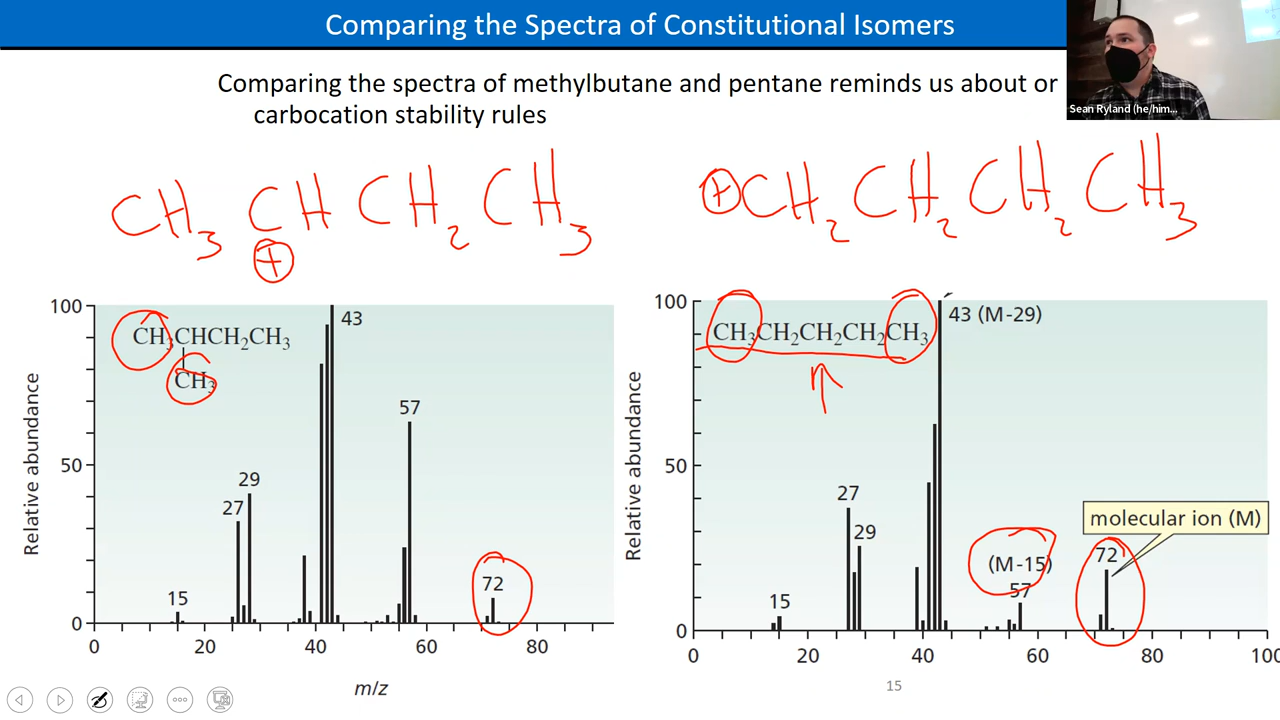 Comparing the Spectra of Constitutional Isomers
Comparing the spectra of methylbutane and pentane reminds us about or
carbocation stability rules
Sean Ryland (he/him...
CH3 CH CH2 CH3
+
+ CH2 CH2 CH2 CH3
Relative abundance
100
50
0
CH3CHCH2CH3
CH3
15
27
29
43
57
72
0 20 40 60 80
m/z
Relative abundance
100
50
0
CH3CH2CH2CH2CH3
43 (M-29)
15
27
29
(M-15)
57
72
molecular ion (M)
0 20 40 60 80 100
15